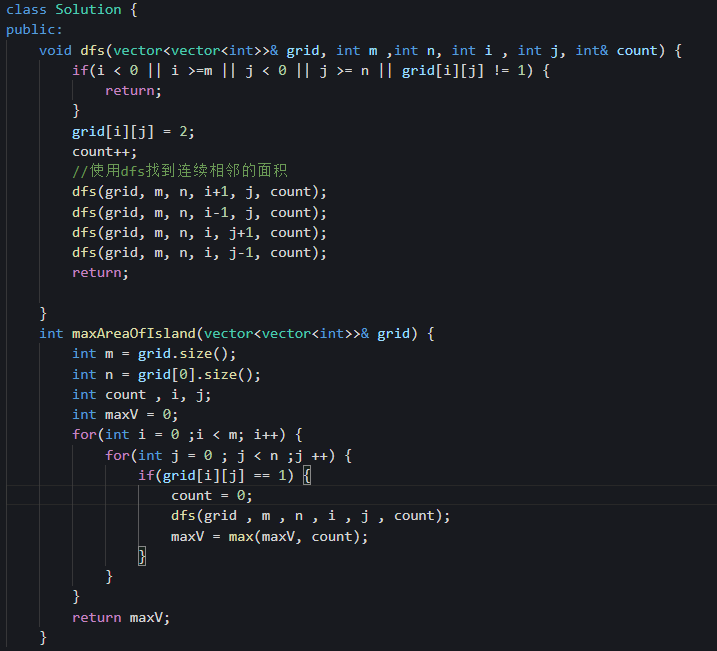 class Solution {
public:
    void dfs(vector<vector<int>>& grid, int m ,int n, int i , int j, int& count) {
        if(i < 0 || i >=m || j < 0 || j >= n || grid[i][j] != 1) {
            return;
        }
        grid[i][j] = 2;
        count++;
        //使用dfs找到连续相邻的面积
        dfs(grid, m, n, i+1, j, count);
        dfs(grid, m, n, i-1, j, count);
        dfs(grid, m, n, i, j+1, count);
        dfs(grid, m, n, i, j-1, count);
        return;

    }
    int maxAreaOfIsland(vector<vector<int>>& grid) {
        int m = grid.size();
        int n = grid[0].size();
        int count , i, j;
        int maxV = 0;
        for(int i = 0 ;i < m; i++) {
            for(int j = 0 ; j < n ;j ++) {
                if(grid[i][j] == 1) {
                    count = 0;
                    dfs(grid , m , n , i , j , count);
                    maxV = max(maxV, count);
                }
            }
        }
        return maxV;
    }